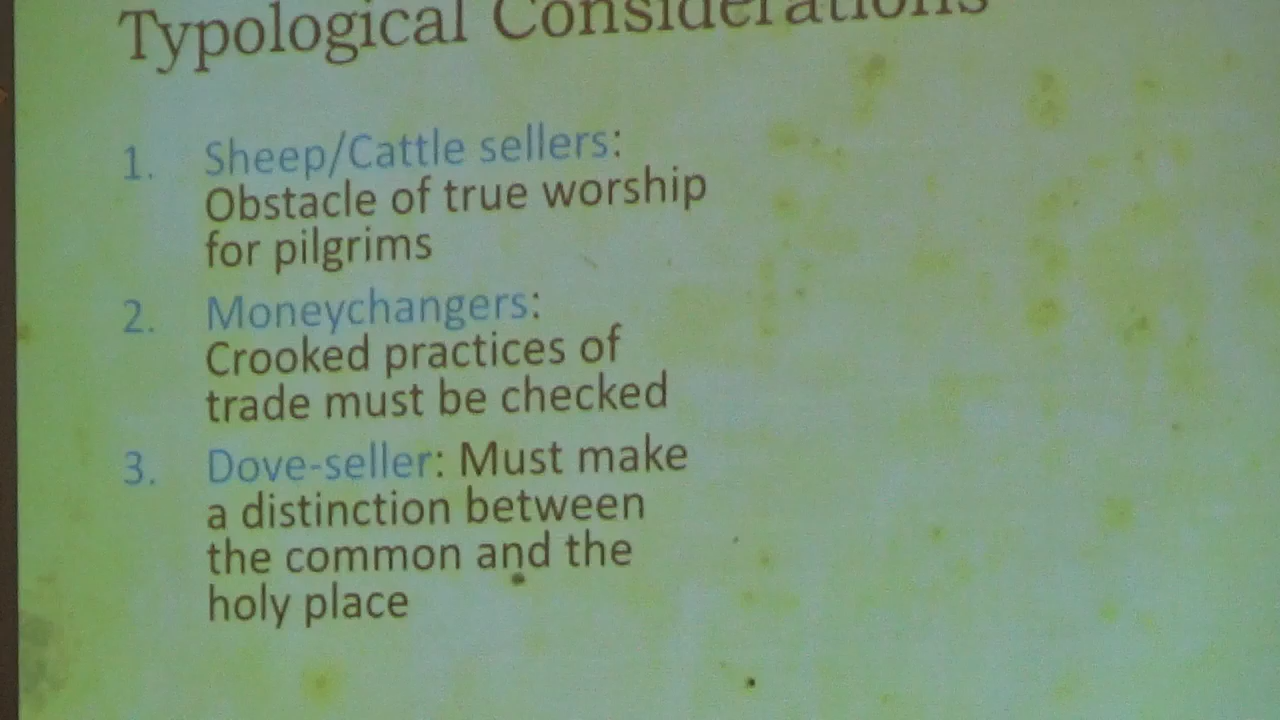 Typological Considerations
1. Sheep/Cattle sellers:
Obstacle of true worship
for pilgrims
2. Moneychangers:
Crooked practices of
trade must be checked
3. Dove-seller: Must make
a distinction between
the common and the
holy place